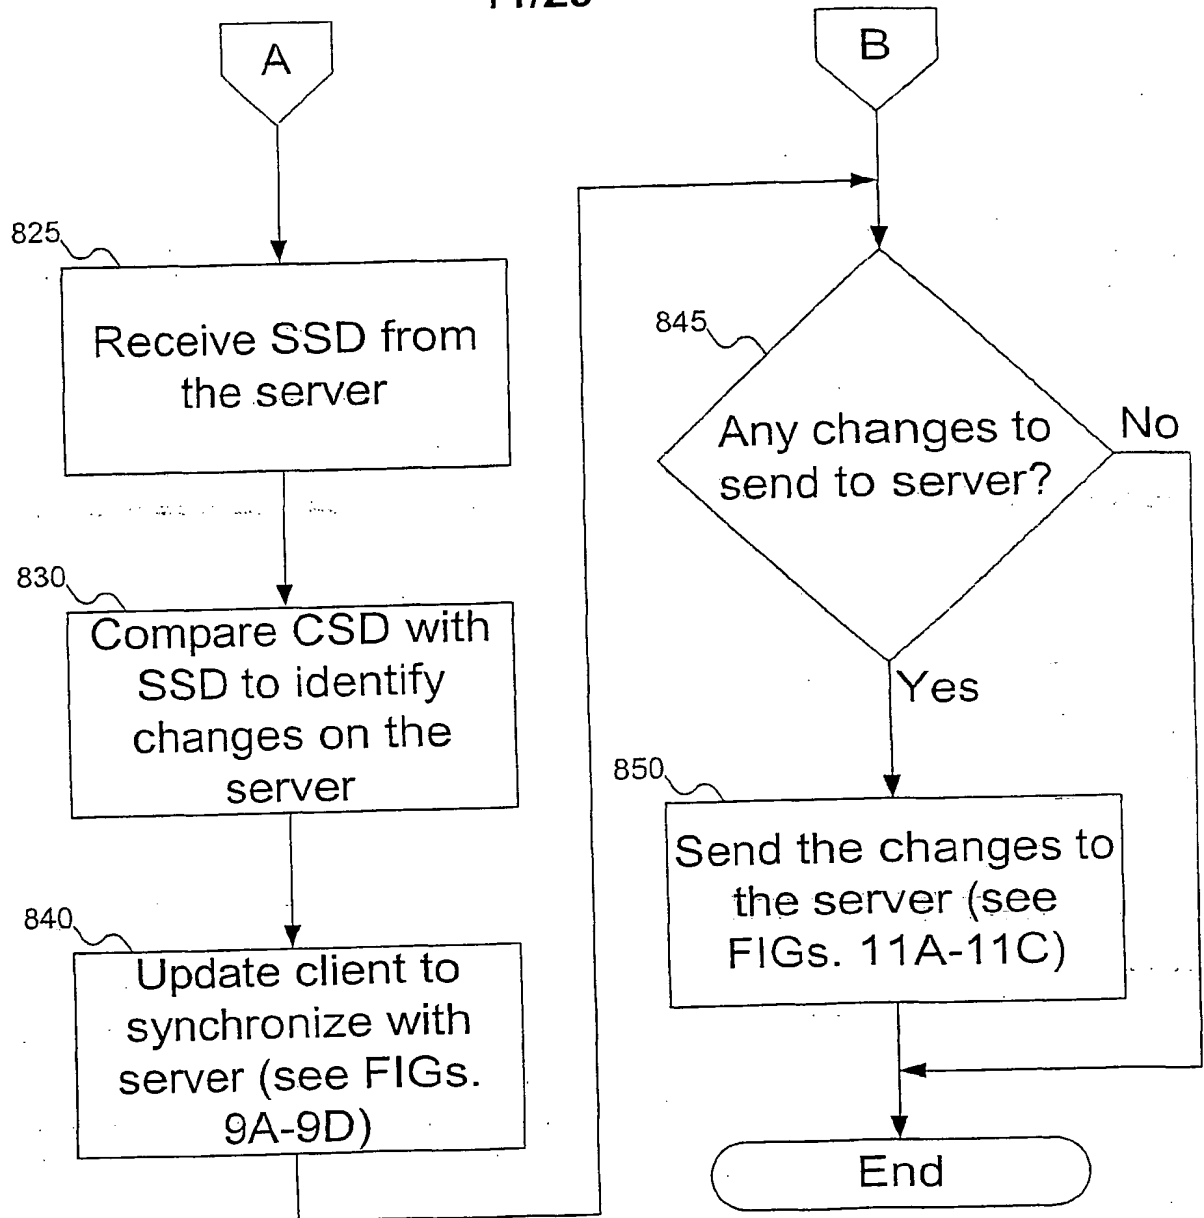 A
825
Receive SSD from
the server
830
Compare CSD with
SSD to identify
changes on the
server
840
Update client to
synchronize with
server (see FIGs.
9A-9D)
B
845
Any changes to
send to server?
No
Yes
850
Send the changes to
the server (see
FIGs. 11A-11C)
End